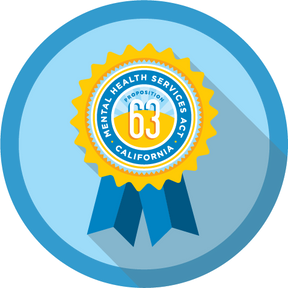 MENTAL HEALTH SERVICES ACT
PROPOSITION
63
· CALIFORNIA ·